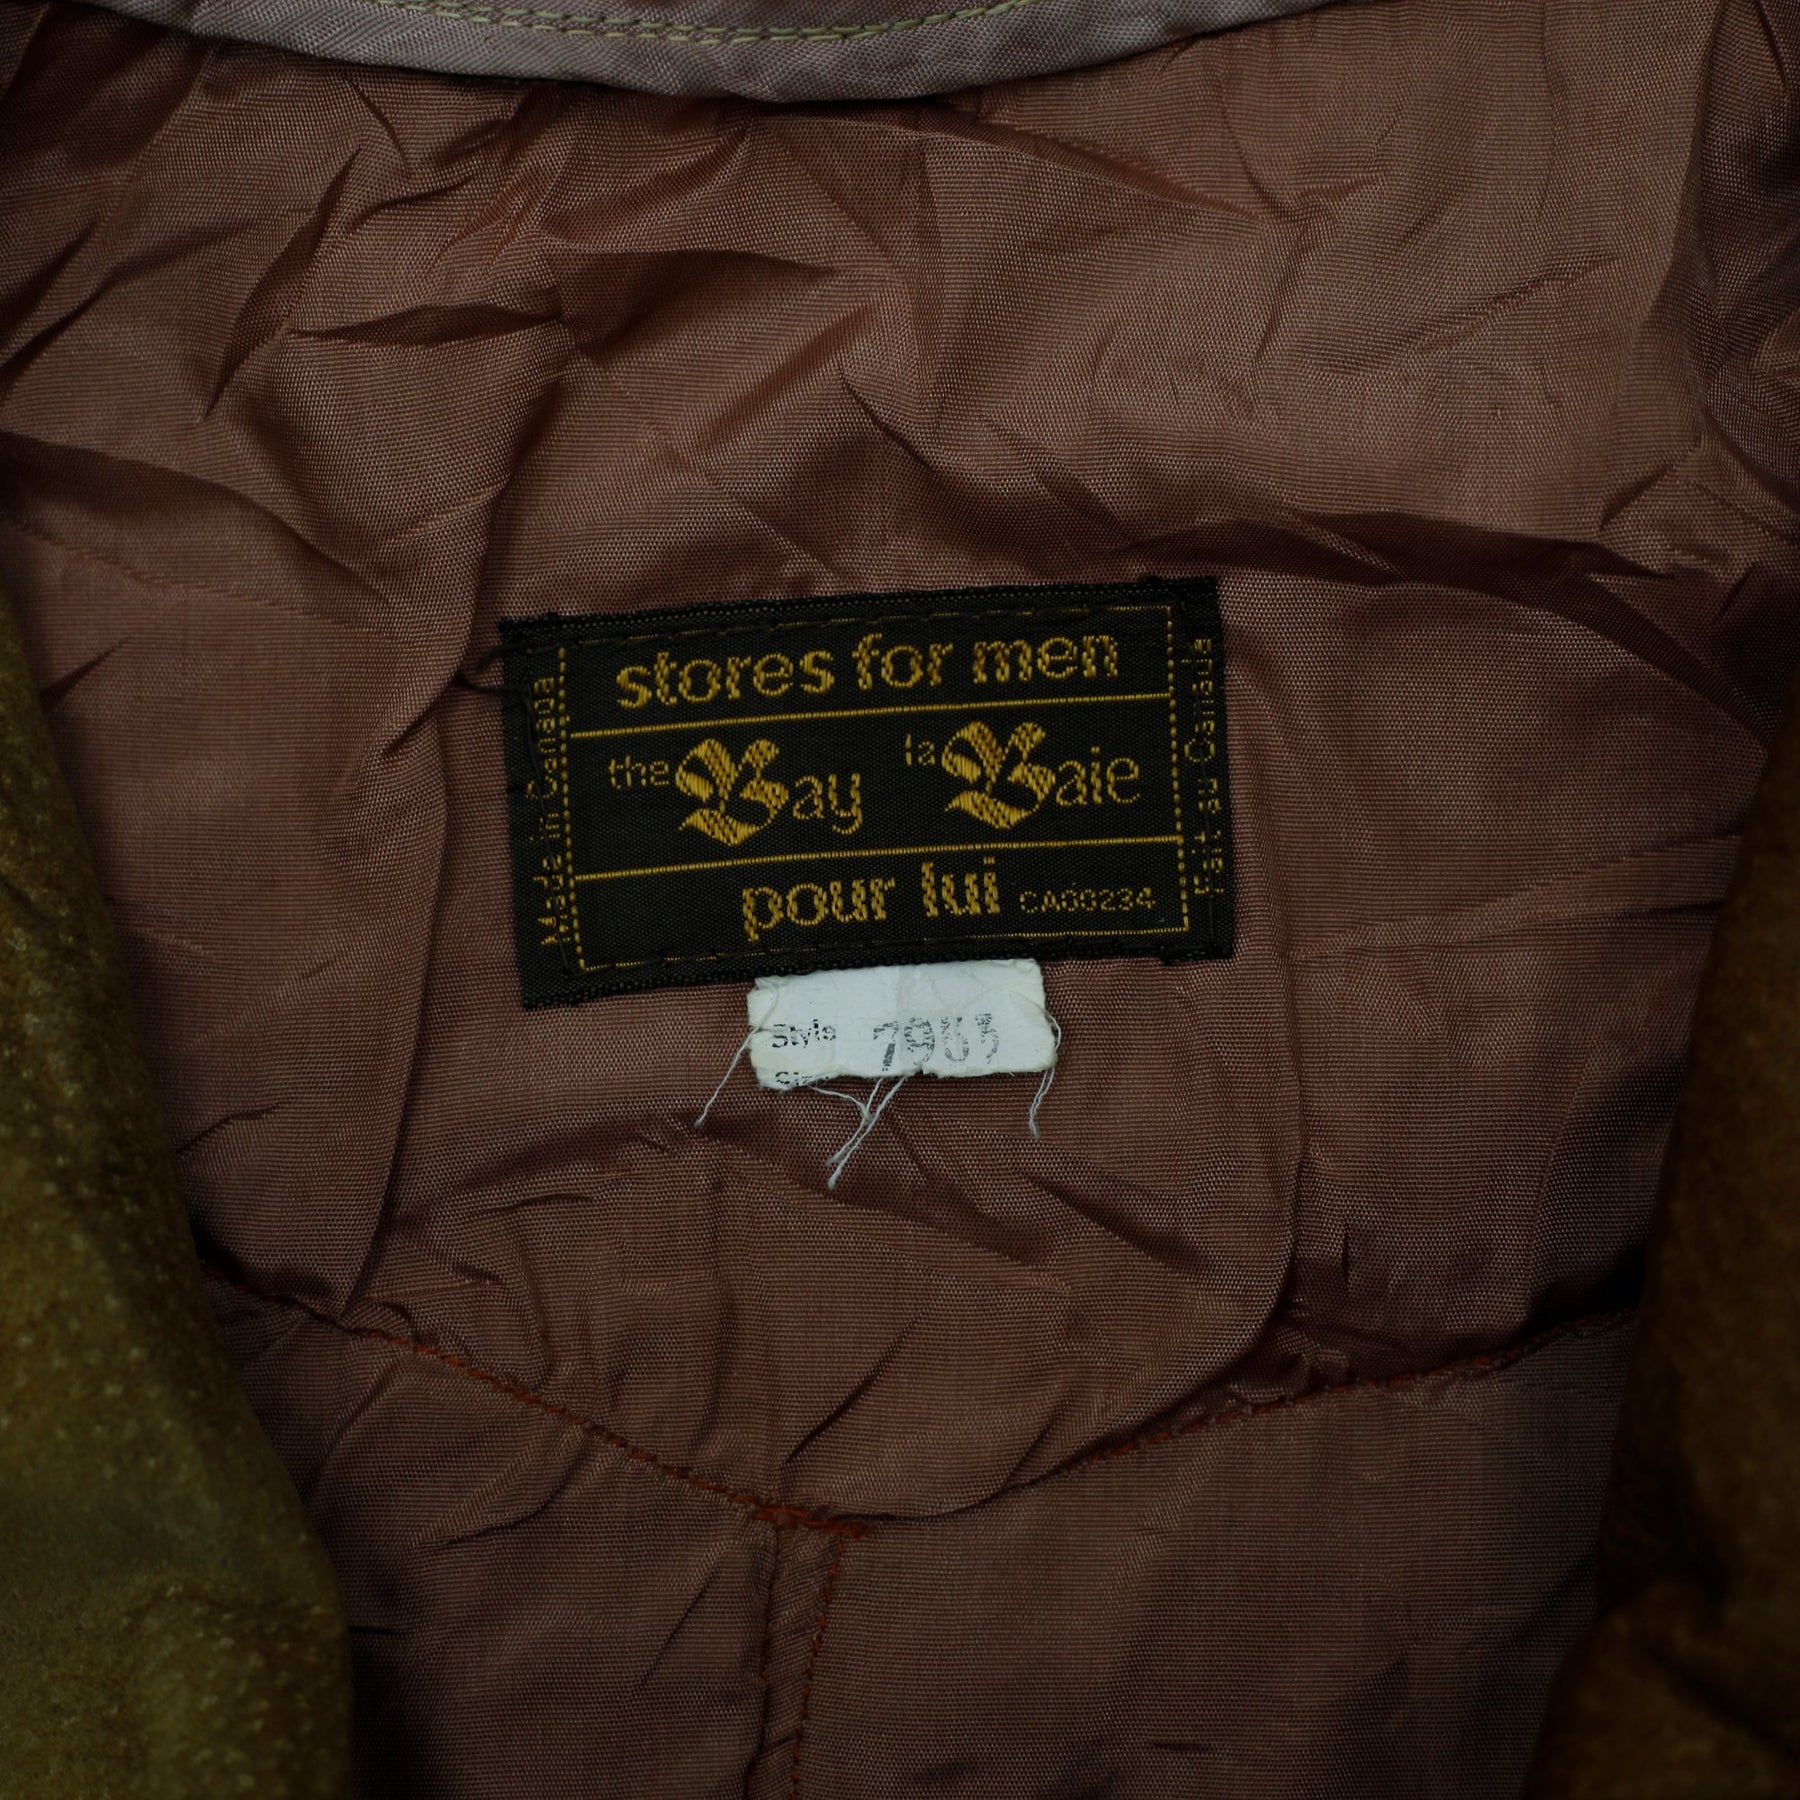 stores for men
the Bay la Baie
pour lui CA00234
Made in Canada
Fait au Canada
Style